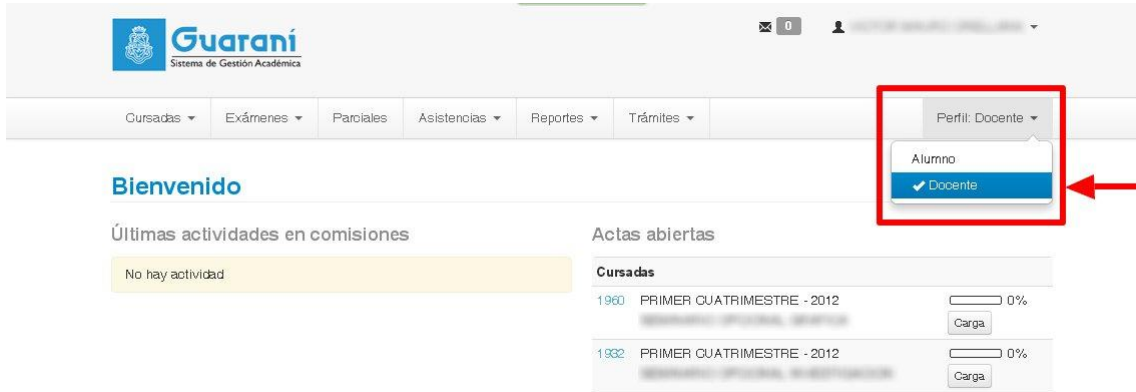 Guaraní
Sistema de Gestión Académica
0
Cursadas
Exámenes
Parciales
Asistencias
Reportes
Trámites
Perfil: Docente
Alumno
Docente
Bienvenido
Últimas actividades en comisiones
No hay actividad
Actas abiertas
Cursadas
1960 PRIMER CUATRIMESTRE - 2012 0%
Carga
1932 PRIMER CUATRIMESTRE - 2012 0%
Carga